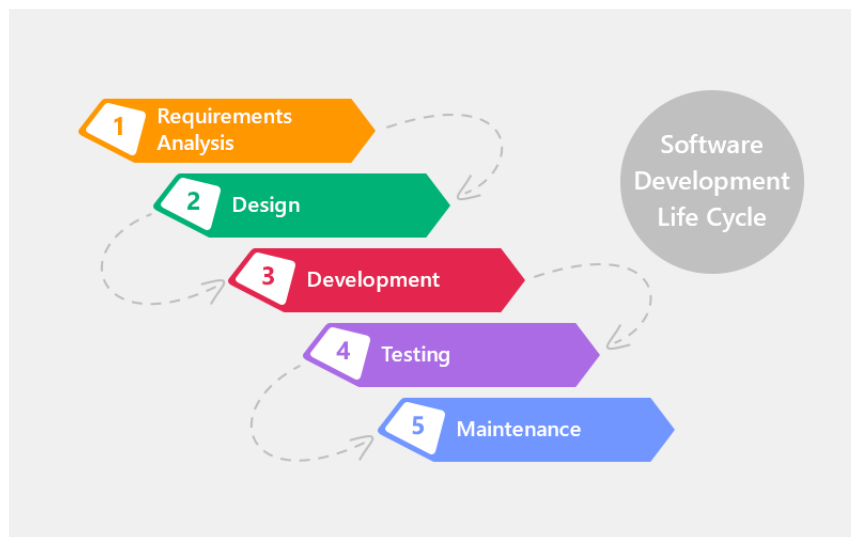 1
Requirements
Analysis
2
Design
3
Development
4
Testing
5
Maintenance
Software
Development
Life Cycle